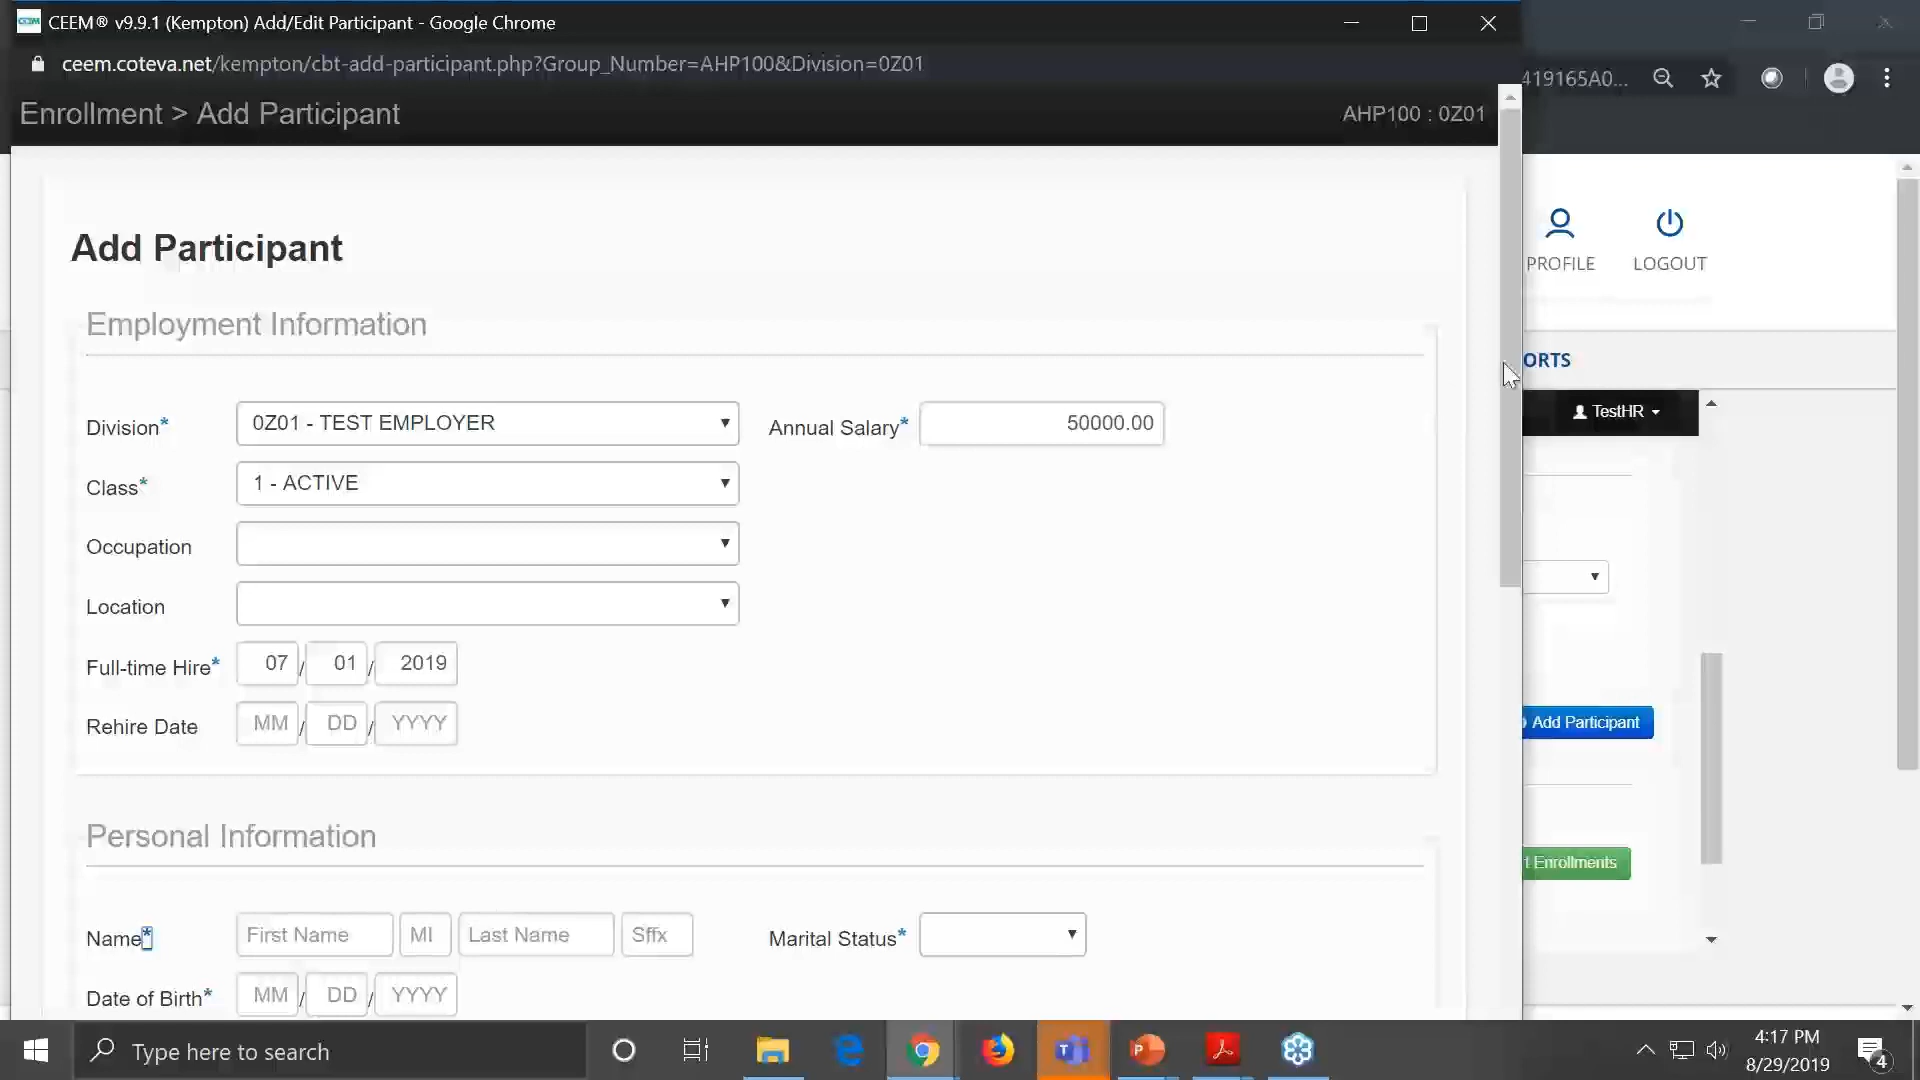 CEEM® v9.9.1 (Kempton) Add/Edit Participant - Google Chrome
ceem.coteva.net/kempton/cbt-add-participant.php?Group_Number=AHP100&Division=0Z01
419165A0...
Enrollment > Add Participant
AHP100 : 0Z01
Add Participant
PROFILE
LOGOUT
Employment Information
ORTS
TestHR
Division*
0Z01 - TEST EMPLOYER
Annual Salary*
50000.00
Class*
1 - ACTIVE
Occupation
Location
Full-time Hire*
07 / 01 / 2019
Rehire Date
MM / DD / YYYY
Add Participant
Personal Information
t Enrollments
Name*
First Name
MI
Last Name
Sffx
Marital Status*
Date of Birth*
MM / DD / YYYY
Type here to search
4:17 PM
8/29/2019
4